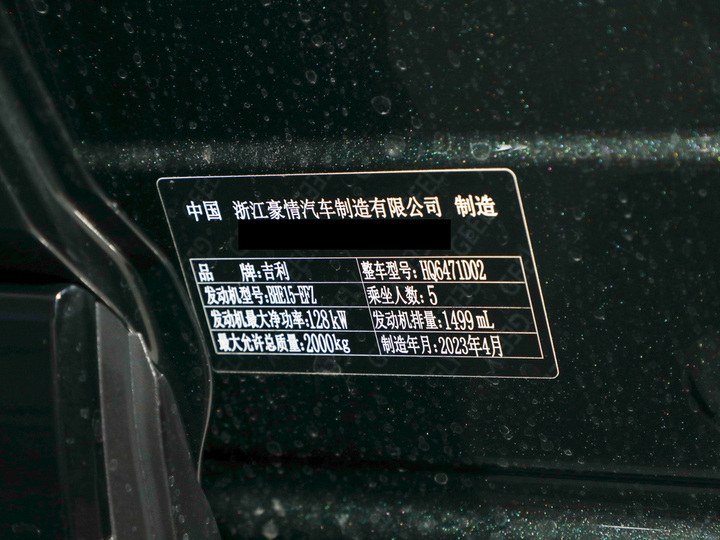 中国 浙江豪情汽车制造有限公司 制造
品 牌:吉利 整车型号:HQ6471D02
发动机型号:BHE15-EFZ 乘坐人数:5
发动机最大净功率:128kW 发动机排量:1499mL
最大允许总质量:2000kg 制造年月:2023年4月